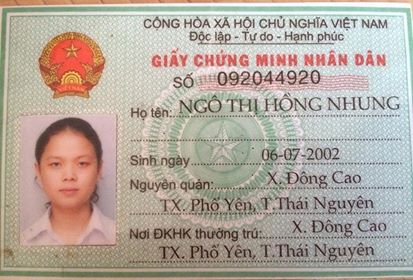 CỘNG HÒA XÃ HỘI CHỦ NGHĨA VIỆT NAM
Độc lập - Tự do - Hạnh phúc
GIẤY CHỨNG MINH NHÂN DÂN
SỐ 092044920
Họ tên: NGÔ THỊ HỒNG NHUNG
Sinh ngày: 06-07-2002
Nguyên quán: X. Đông Cao
TX. Phổ Yên, T.Thái Nguyên
Nơi ĐKHK thường trú: X. Đông Cao
TX. Phổ Yên, T.Thái Nguyên